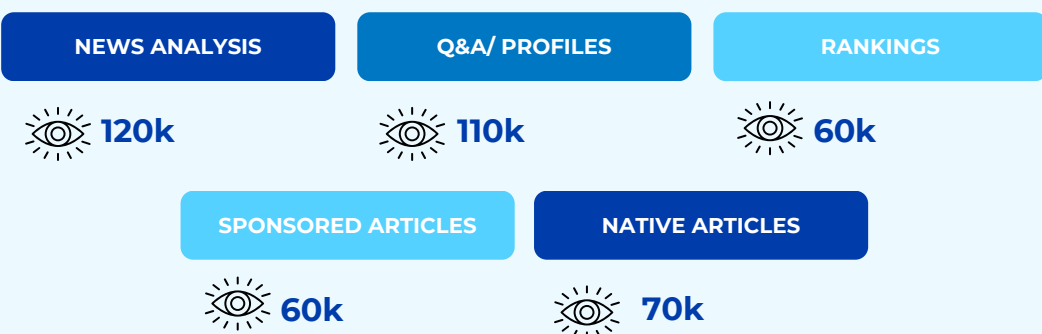 NEWS ANALYSIS
Q&A/ PROFILES
RANKINGS
120k
110k
60k
SPONSORED ARTICLES
NATIVE ARTICLES
60k
70k